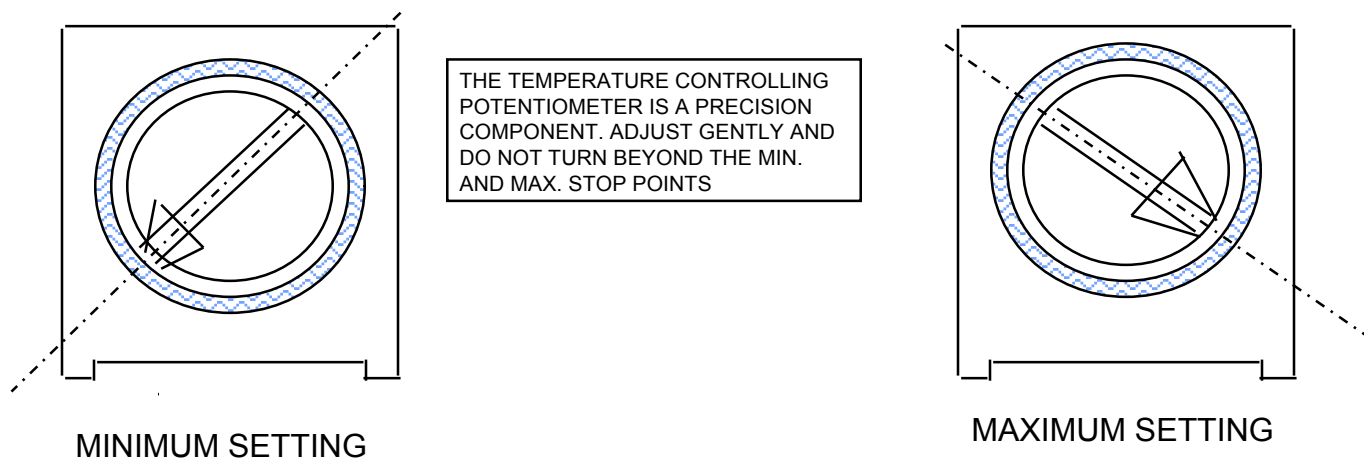 THE TEMPERATURE CONTROLLING
POTENTIOMETER IS A PRECISION
COMPONENT. ADJUST GENTLY AND
DO NOT TURN BEYOND THE MIN.
AND MAX. STOP POINTS
MINIMUM SETTING
MAXIMUM SETTING